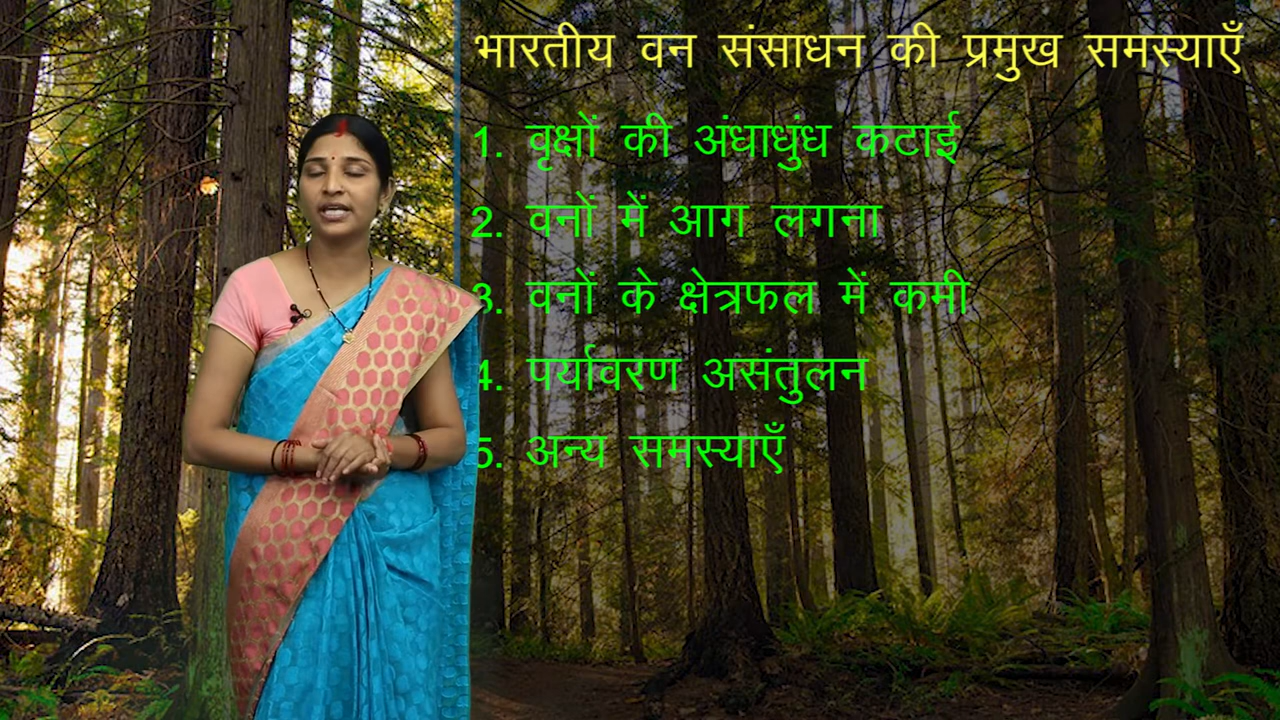 भारतीय वन संसाधन की प्रमुख समस्याएँ
1. वृक्षों की अंधाधुंध कटाई
2. वनों में आग लगना
3. वनों के क्षेत्रफल में कमी
4. पर्यावरण असंतुलन
5. अन्य समस्याएँ